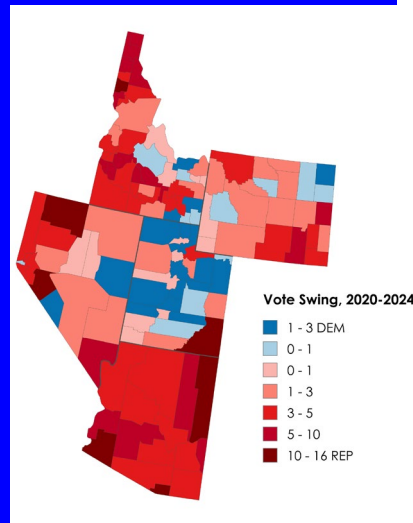 Vote Swing, 2020-2024
1 - 3 DEM
0 - 1
0 - 1
1 - 3
3 - 5
5 - 10
10 - 16 REP